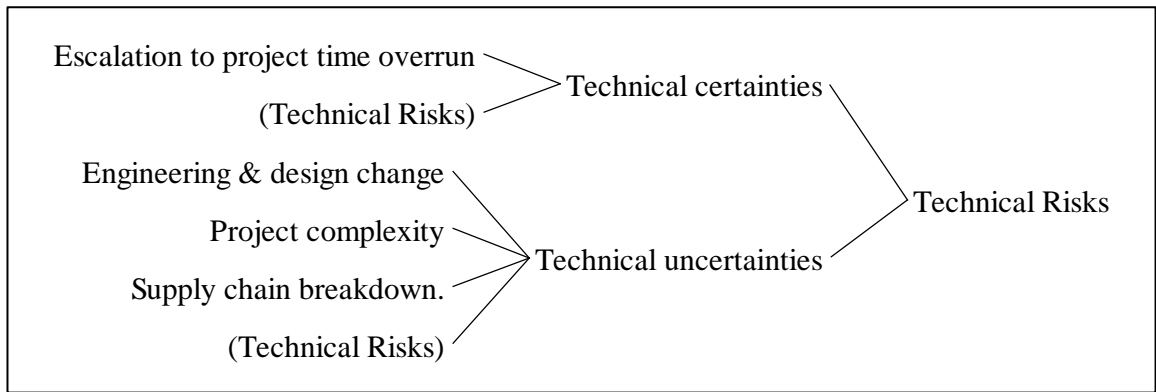 Escalation to project time overrun
(Technical Risks)
Technical certainties
Engineering & design change
Project complexity
Supply chain breakdown.
(Technical Risks)
Technical uncertainties
Technical Risks